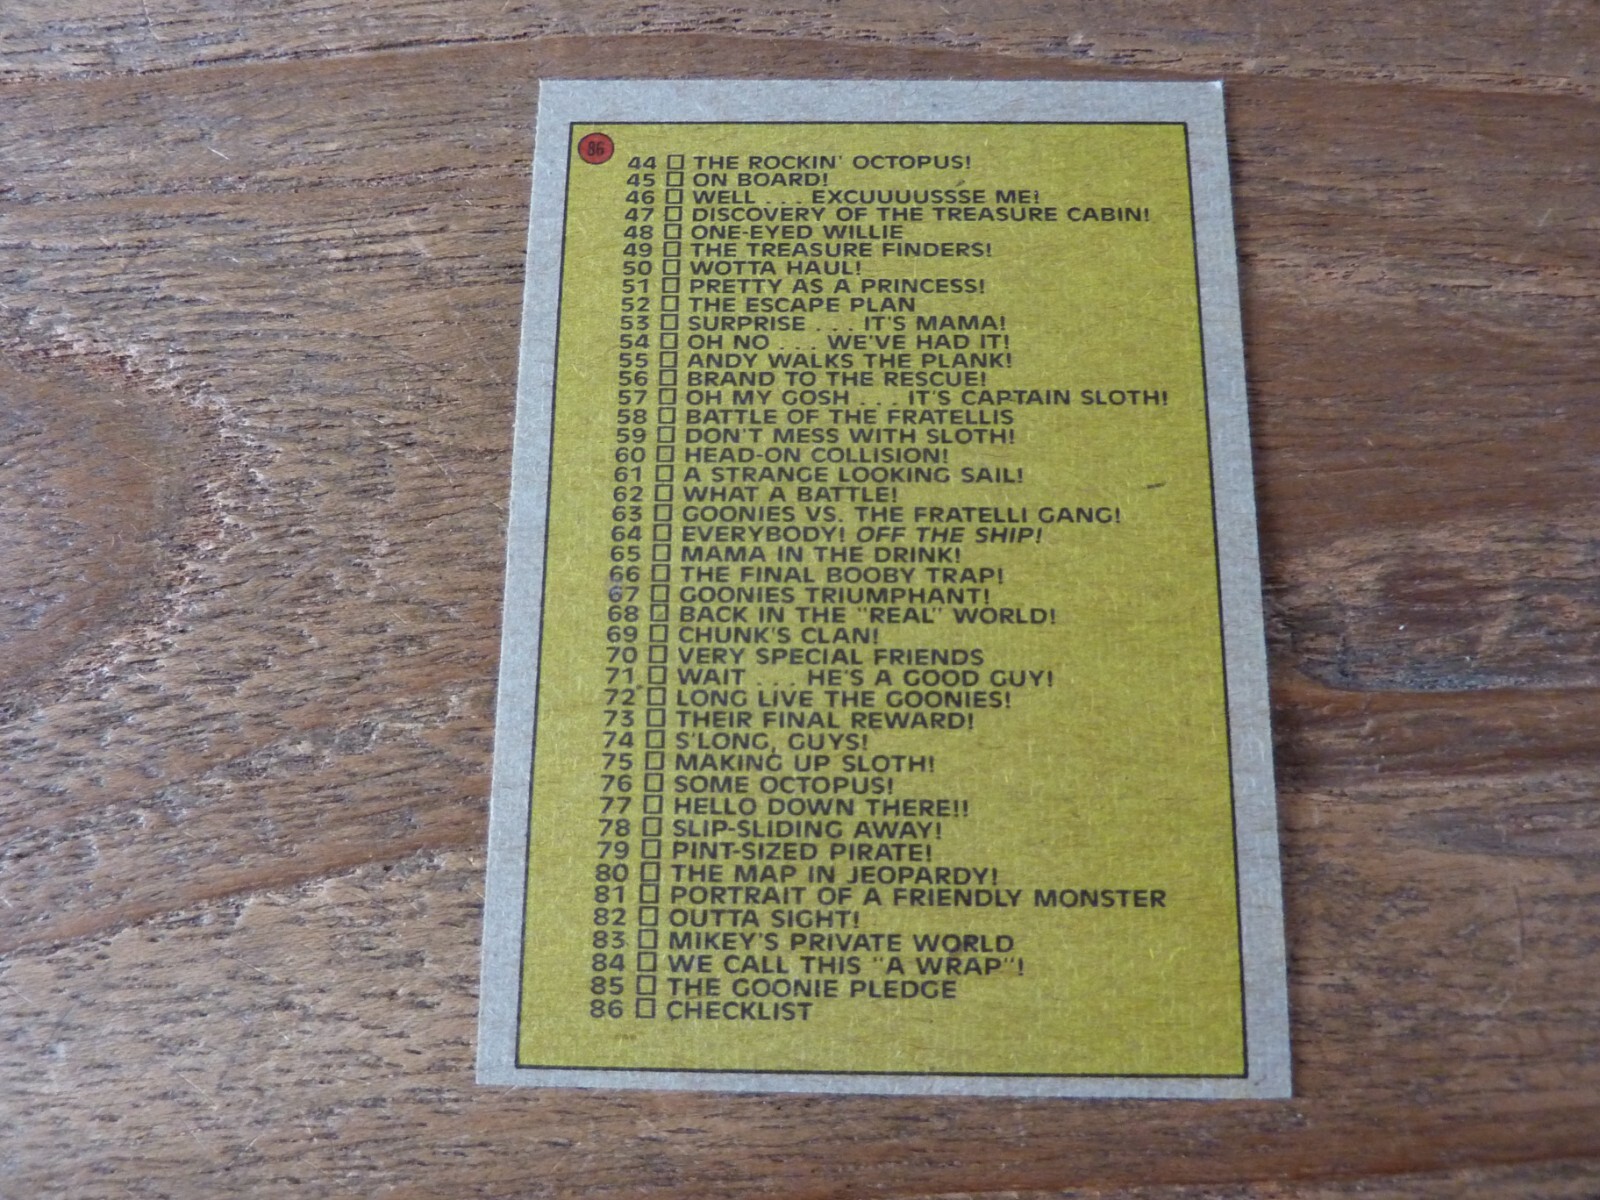 86
44 □ THE ROCKIN' OCTOPUS!
45 □ ON BOARD!
46 □ WELL . . . EXCUUUUSSSE ME!
47 □ DISCOVERY OF THE TREASURE CABIN!
48 □ ONE-EYED WILLIE
49 □ THE TREASURE FINDERS!
50 □ WOTTA HAUL!
51 □ PRETTY AS A PRINCESS!
52 □ THE ESCAPE PLAN
53 □ SURPRISE . . . IT'S MAMA!
54 □ OH NO . . . WE'VE HAD IT!
55 □ ANDY WALKS THE PLANK!
56 □ BRAND TO THE RESCUE!
57 □ OH MY GOSH . . . IT'S CAPTAIN SLOTH!
58 □ BATTLE OF THE FRATELLIS
59 □ DON'T MESS WITH SLOTH!
60 □ HEAD-ON COLLISION!
61 □ A STRANGE LOOKING SAIL!
62 □ WHAT A BATTLE!
63 □ GOONIES VS. THE FRATELLI GANG!
64 □ EVERYBODY! OFF THE SHIP!
65 □ MAMA IN THE DRINK!
66 □ THE FINAL BOOBY TRAP!
67 □ GOONIES TRIUMPHANT!
68 □ BACK IN THE "REAL" WORLD!
69 □ CHUNK'S CLAN!
70 □ VERY SPECIAL FRIENDS
71 □ WAIT . . . HE'S A GOOD GUY!
72 □ LONG LIVE THE GOONIES!
73 □ THEIR FINAL REWARD!
74 □ S'LONG, GUYS!
75 □ MAKING UP SLOTH!
76 □ SOME OCTOPUS!
77 □ HELLO DOWN THERE!!
78 □ SLIP-SLIDING AWAY!
79 □ PINT-SIZED PIRATE!
80 □ THE MAP IN JEOPARDY!
81 □ PORTRAIT OF A FRIENDLY MONSTER
82 □ OUTTA SIGHT!
83 □ MIKEY'S PRIVATE WORLD
84 □ WE CALL THIS "A WRAP"!
85 □ THE GOONIE PLEDGE
86 □ CHECKLIST